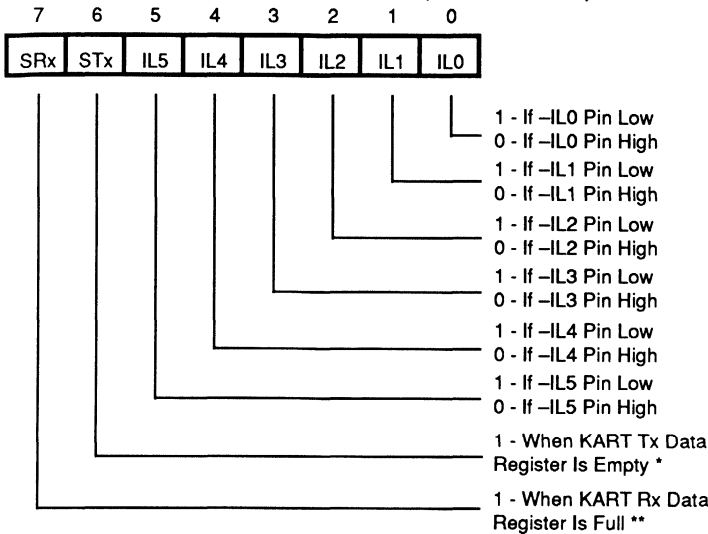 7 6 5 4 3 2 1 0
SRx STx IL5 IL4 IL3 IL2 IL1 IL0
1 - If –IL0 Pin Low
0 - If –IL0 Pin High
1 - If –IL1 Pin Low
0 - If –IL1 Pin High
1 - If –IL2 Pin Low
0 - If –IL2 Pin High
1 - If –IL3 Pin Low
0 - If –IL3 Pin High
1 - If –IL4 Pin Low
0 - If –IL4 Pin High
1 - If –IL5 Pin Low
0 - If –IL5 Pin High
1 - When KART Tx Data
Register Is Empty *
1 - When KART Rx Data
Register Is Full **